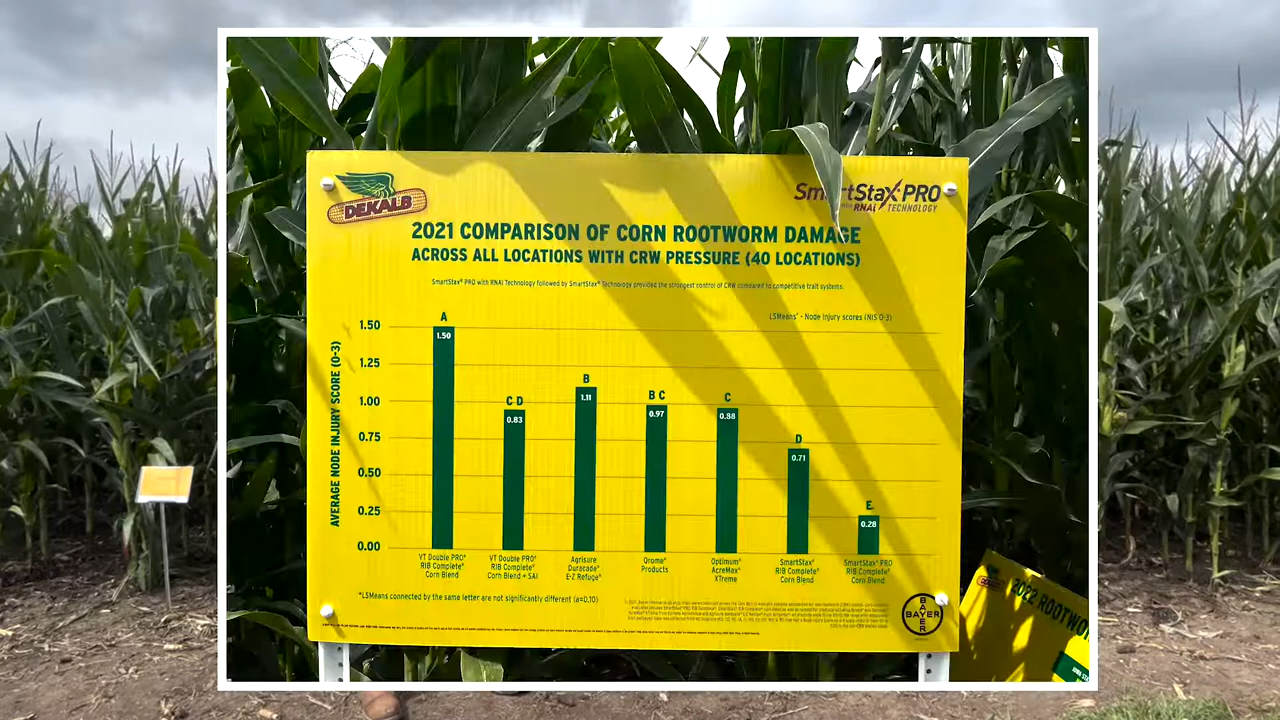 DEKALB
SmartStax PRO
with RNAi TECHNOLOGY
2021 COMPARISON OF CORN ROOTWORM DAMAGE
ACROSS ALL LOCATIONS WITH CRW PRESSURE (40 LOCATIONS)
SmartStax® PRO with RNAi Technology followed by SmartStax® Technology provided the strongest control of CRW compared to competitive trait systems.
LSMeans* - Node injury scores (NIS 0-3)
AVERAGE NODE INJURY SCORE (0-3)
1.50
1.25
1.00
0.75
0.50
0.25
0.00
A
1.50
C D
0.83
B
1.11
B C
0.97
C
0.88
D
0.71
E
0.28
VT Double PRO®
RIB Complete®
Corn Blend
VT Double PRO®
RIB Complete®
Corn Blend + SAI
Agrisure
Duracade®
E-Z Refuge®
Qrome®
Products
Optimum®
AcreMax®
XTreme
SmartStax®
RIB Complete®
Corn Blend
SmartStax® PRO
RIB Complete®
Corn Blend
*LSMeans connected by the same letter are not significantly different (a=0.10)
BAYER
BAYER
DEKALB
2022 ROOTWO